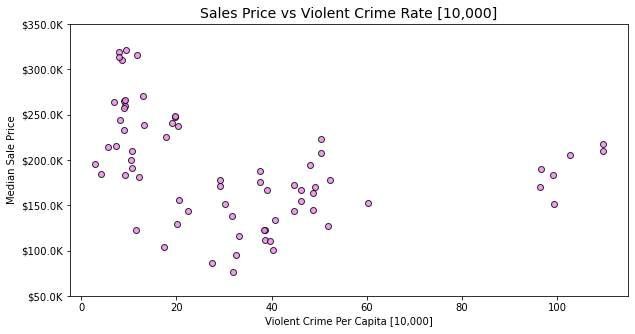 Sales Price vs Violent Crime Rate [10,000]
$350.0K
$300.0K
$250.0K
$200.0K
$150.0K
$100.0K
$50.0K
Median Sale Price
0 20 40 60 80 100
Violent Crime Per Capita [10,000]